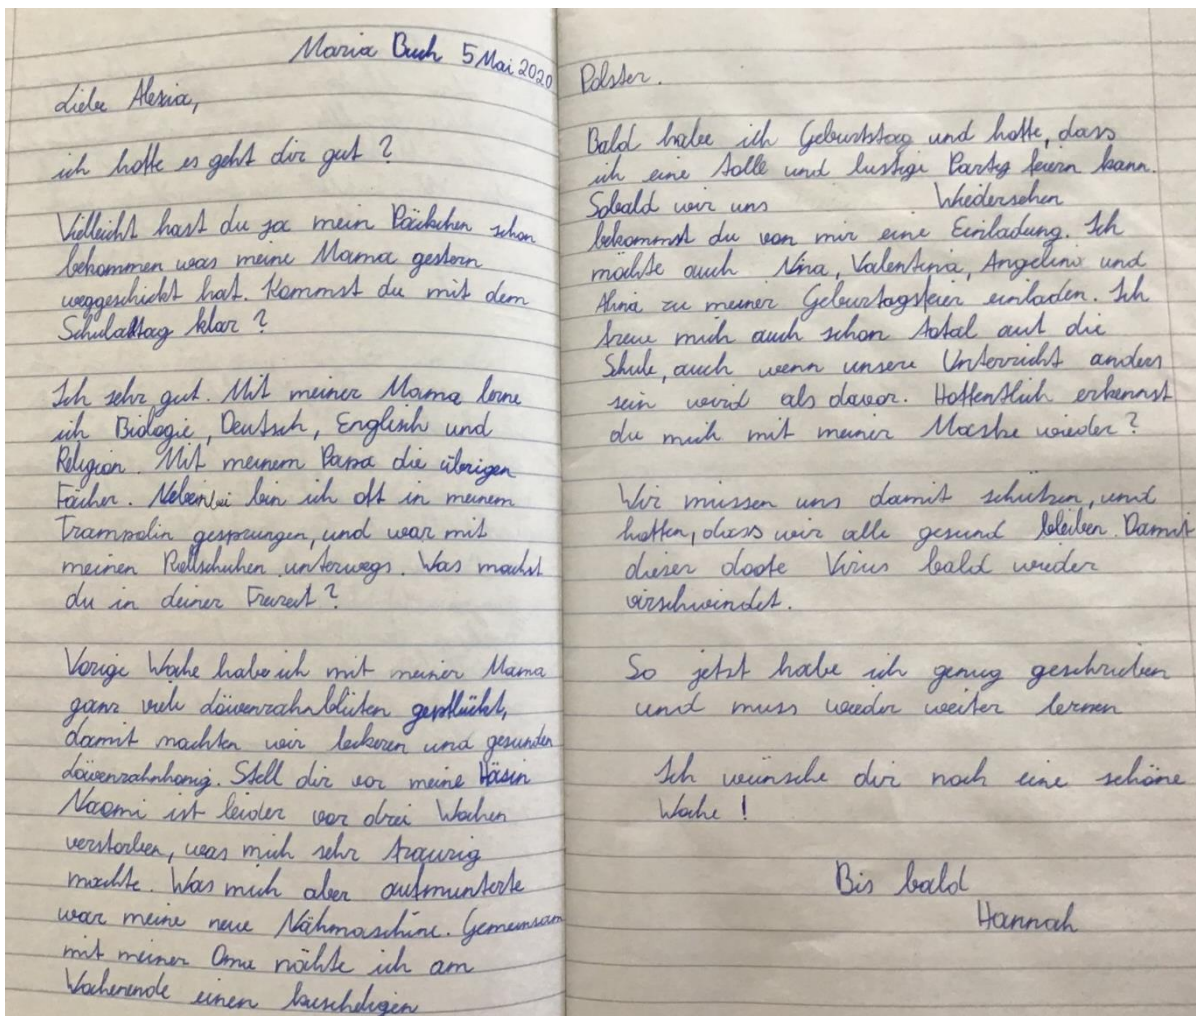 Maria Buch 5 Mai 2020
Liebe Alexia,
ich hoffe es geht dir gut?
Vielleicht hast du ja mein Päckchen schon
bekommen was meine Mama gestern
weggeschickt hat. Kommst du mit dem
Schulalltag klar?
Ich sehr gut. Mit meiner Mama lerne
ich Biologie, Deutsch, Englisch und
Religion. Mit meinem Papa die übrigen
Fächer. Nebenbei bin ich oft in meinem
Trampolin gesprungen, und war mit
meinen Rollschuhen unterwegs. Was machst
du in deiner Freizeit?
Vorige Woche habe ich mit meiner Mama
ganz viele Löwenzahnblüten gepflückt,
damit machten wir leckeren und gesunden
Löwenzahnhonig. Stell dir vor meine Häsin
Naomi ist leider vor drei Wochen
verstorben, was mich sehr traurig
machte. Was mich aber aufmunterte
war meine neue Nähmaschine. Gemeinsam
mit meiner Oma nähte ich am
Wochenende einen kuscheligen
Polster.
Bald habe ich Geburtstag und hoffe, dass
ich eine tolle und lustige Party feiern kann.
Sobald wir uns Wiedersehen
bekommst du von mir eine Einladung. Ich
möchte auch Nina, Valentina, Angelina und
Alina zu meiner Geburtagsfeier einladen. Ich
freue mich auch schon total auf die
Schule, auch wenn unsere Unterricht anders
sein wird als davor. Hoffentlich erkennst
du mich mit meiner Maske wieder?
Wir müssen uns damit schützen, und
hoffen, dass wir alle gesund bleiben. Damit
dieser doofe Virus bald wieder
virschwindet.
So jetzt habe ich genug geschrieben
und muss wieder weiter lernen
Ich wünsche dir noch eine schöne
Woche!
Bis bald
Hannah